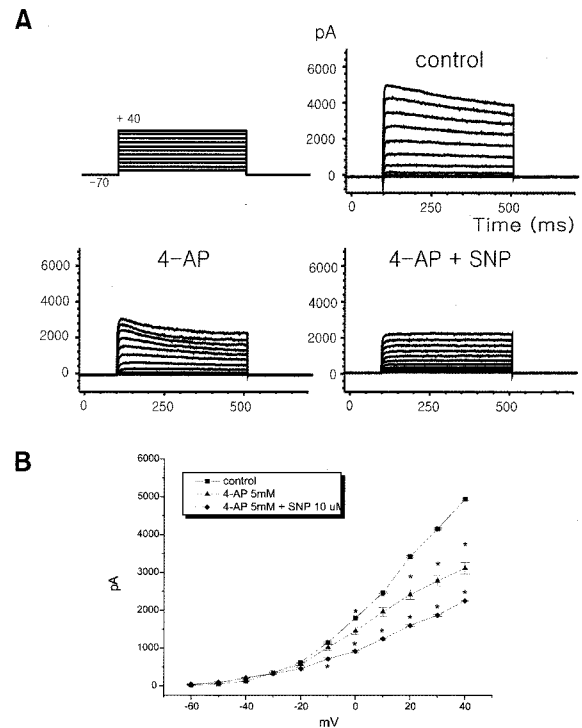 A
pA
control
6000
4000
2000
0
0 250 500
Time (ms)
+ 40
-70
4-AP
6000
4000
2000
0
0 250 500
4-AP + SNP
6000
4000
2000
0
0 250 500
B
control
4-AP 5mM
4-AP 5mM + SNP 10 uM
pA
6000
5000
4000
3000
2000
1000
0
-60 -40 -20 0 20 40
mV